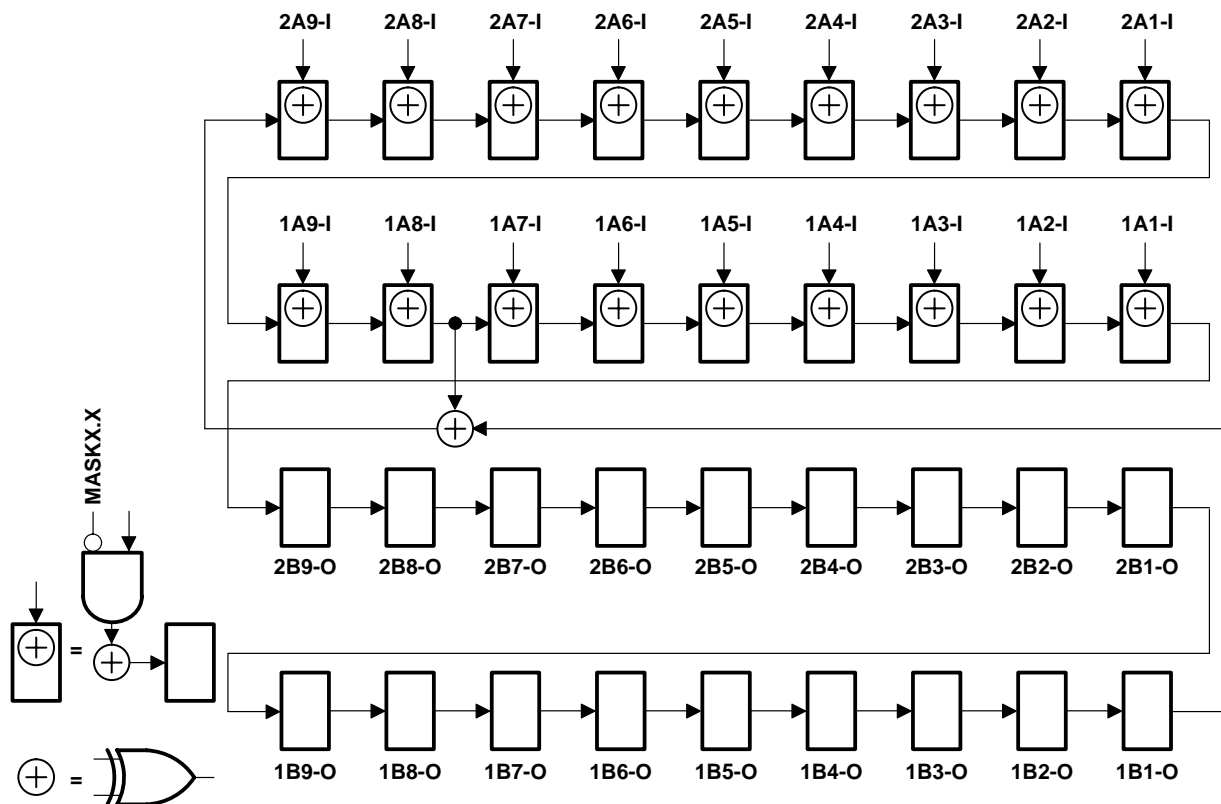 2A9-I 2A8-I 2A7-I 2A6-I 2A5-I 2A4-I 2A3-I 2A2-I 2A1-I
1A9-I 1A8-I 1A7-I 1A6-I 1A5-I 1A4-I 1A3-I 1A2-I 1A1-I
MASKX.X
2B9-O 2B8-O 2B7-O 2B6-O 2B5-O 2B4-O 2B3-O 2B2-O 2B1-O
=
1B9-O 1B8-O 1B7-O 1B6-O 1B5-O 1B4-O 1B3-O 1B2-O 1B1-O
=